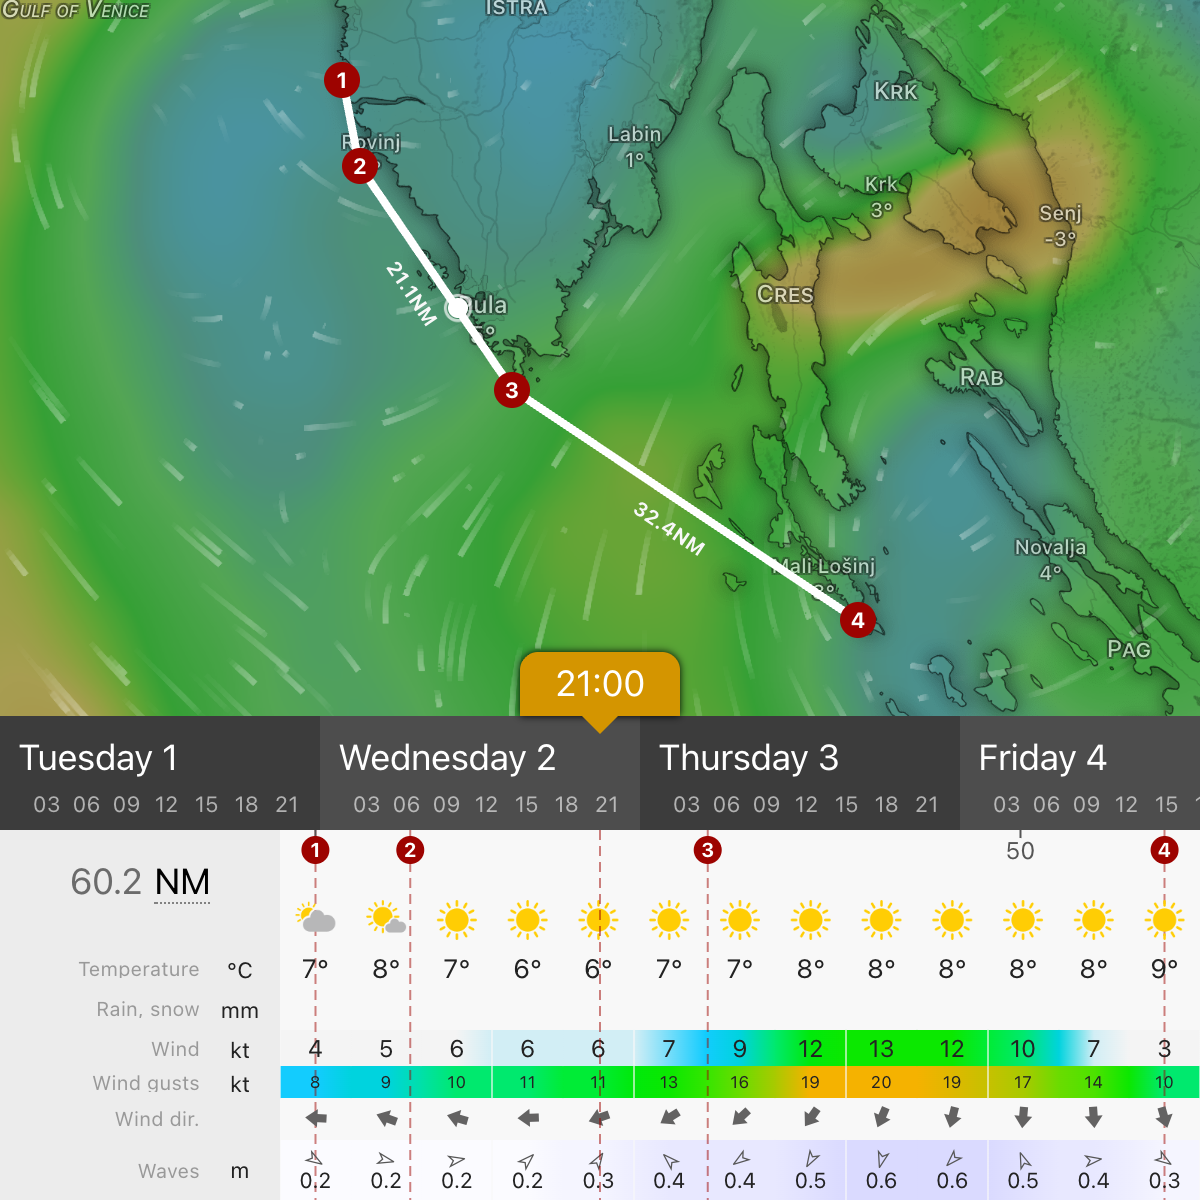 GULF OF VENICE
ISTRA
1
KRK
Rovinj
Labin
1°
2
Krk
3°
Senj
-3°
21.1NM
Pula
5°
CRES
3
RAB
32.4NM
Novalja
4°
Mali Lošinj
8°
4
PAG
21:00
Tuesday 1
Wednesday 2
Thursday 3
Friday 4
03 06 09 12 15 18 21
03 06 09 12 15 18 21
03 06 09 12 15 18 21
03 06 09 12 15
1 2 3 50 4
60.2 NM
Temperature °C 7° 8° 7° 6° 6° 7° 7° 8° 8° 8° 8° 8° 9°
Rain, snow mm
Wind kt 4 5 6 6 6 7 9 12 13 12 10 7 3
Wind gusts kt 8 9 10 11 11 13 16 19 20 19 17 14 10
Wind dir.
Waves m 0.2 0.2 0.2 0.2 0.3 0.4 0.4 0.5 0.6 0.6 0.5 0.4 0.3